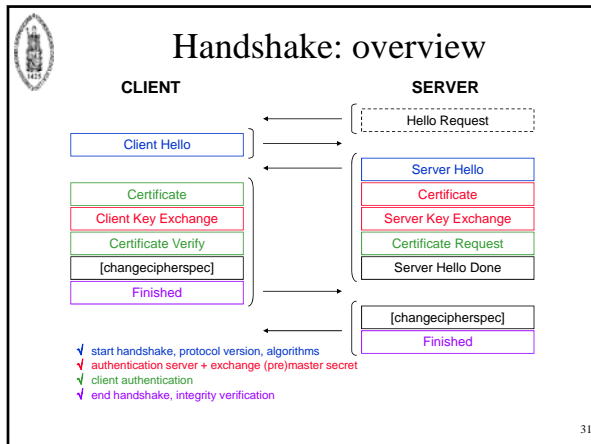 1425
Handshake: overview
CLIENT
SERVER
Hello Request
Client Hello
Server Hello
Certificate
Certificate
Client Key Exchange
Server Key Exchange
Certificate Verify
Certificate Request
[changecipherspec]
Server Hello Done
Finished
[changecipherspec]
Finished
√ start handshake, protocol version, algorithms
√ authentication server + exchange (pre)master secret
√ client authentication
√ end handshake, integrity verification
31